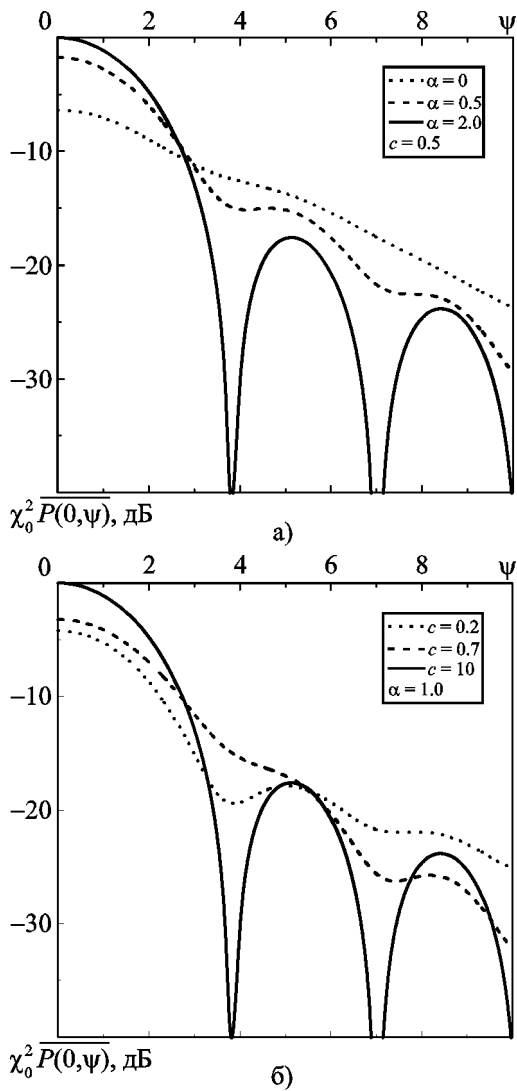 0 2 4 6 8 ψ
α = 0
α = 0.5
α = 2.0
c = 0.5
−10
−20
−30
χ₀² P(0,ψ), дБ
а)
0 2 4 6 8 ψ
c = 0.2
c = 0.7
c = 10
α = 1.0
−10
−20
−30
χ₀² P(0,ψ), дБ
б)